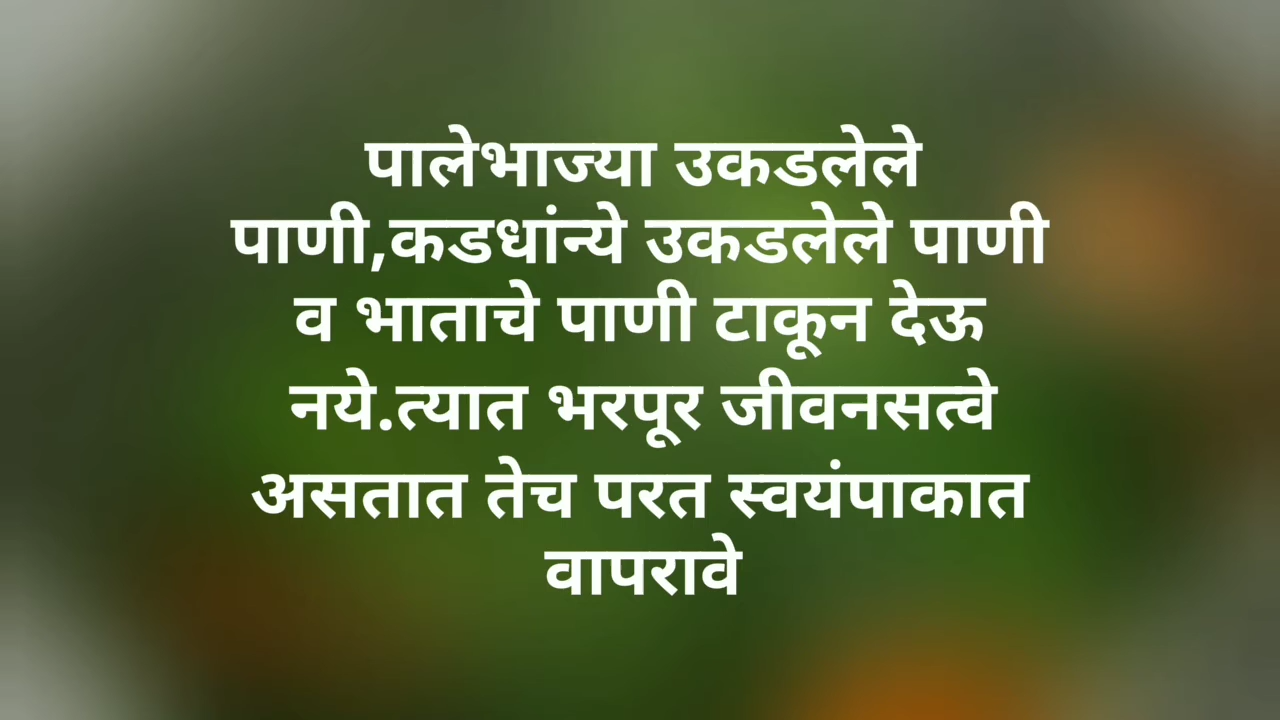 पालेभाज्या उकडलेले
पाणी,कडधांन्ये उकडलेले पाणी
व भाताचे पाणी टाकून देऊ
नये.त्यात भरपूर जीवनसत्वे
असतात तेच परत स्वयंपाकात
वापरावे